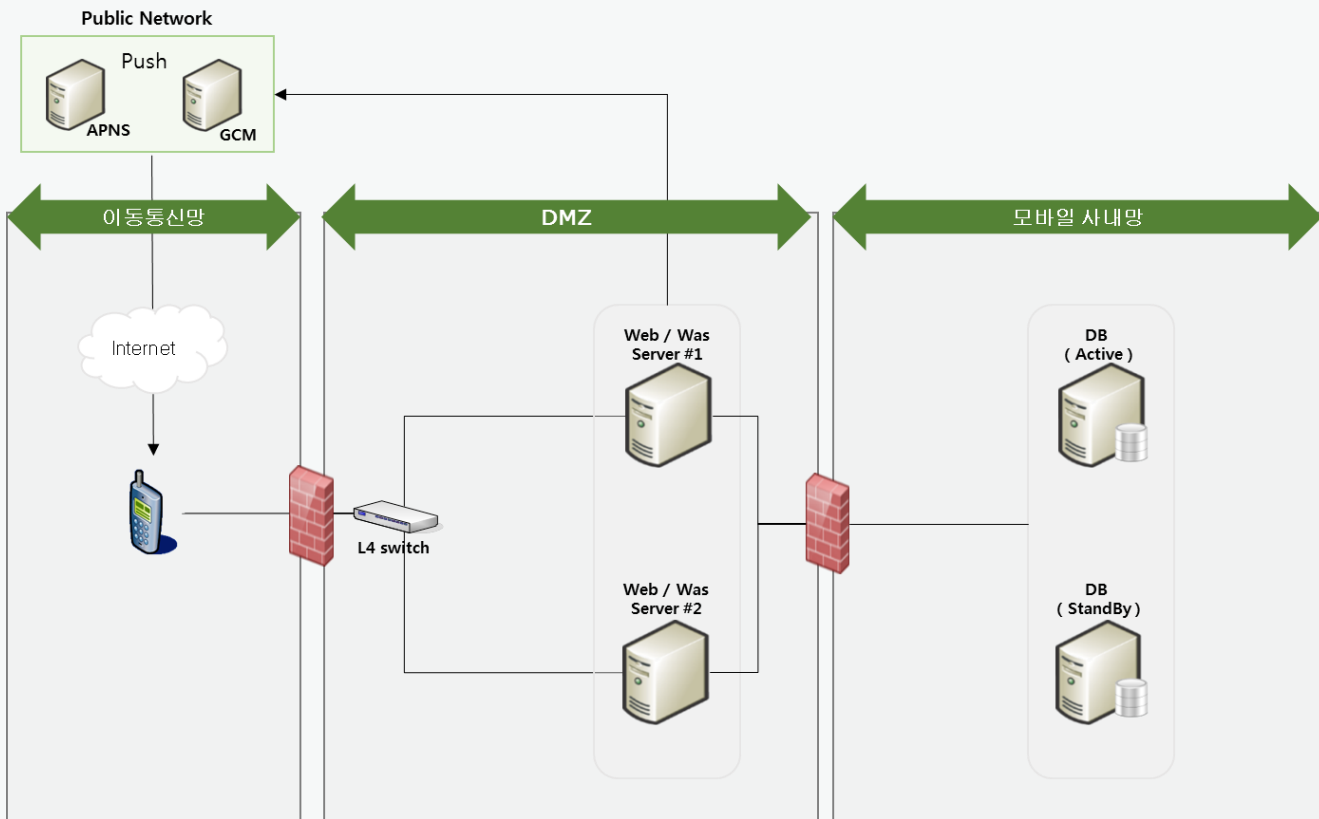 Public Network
Push
APNS
GCM
이동통신망
DMZ
모바일 사내망
Internet
Web / Was
Server #1
DB
( Active )
L4 switch
Web / Was
Server #2
DB
( StandBy )